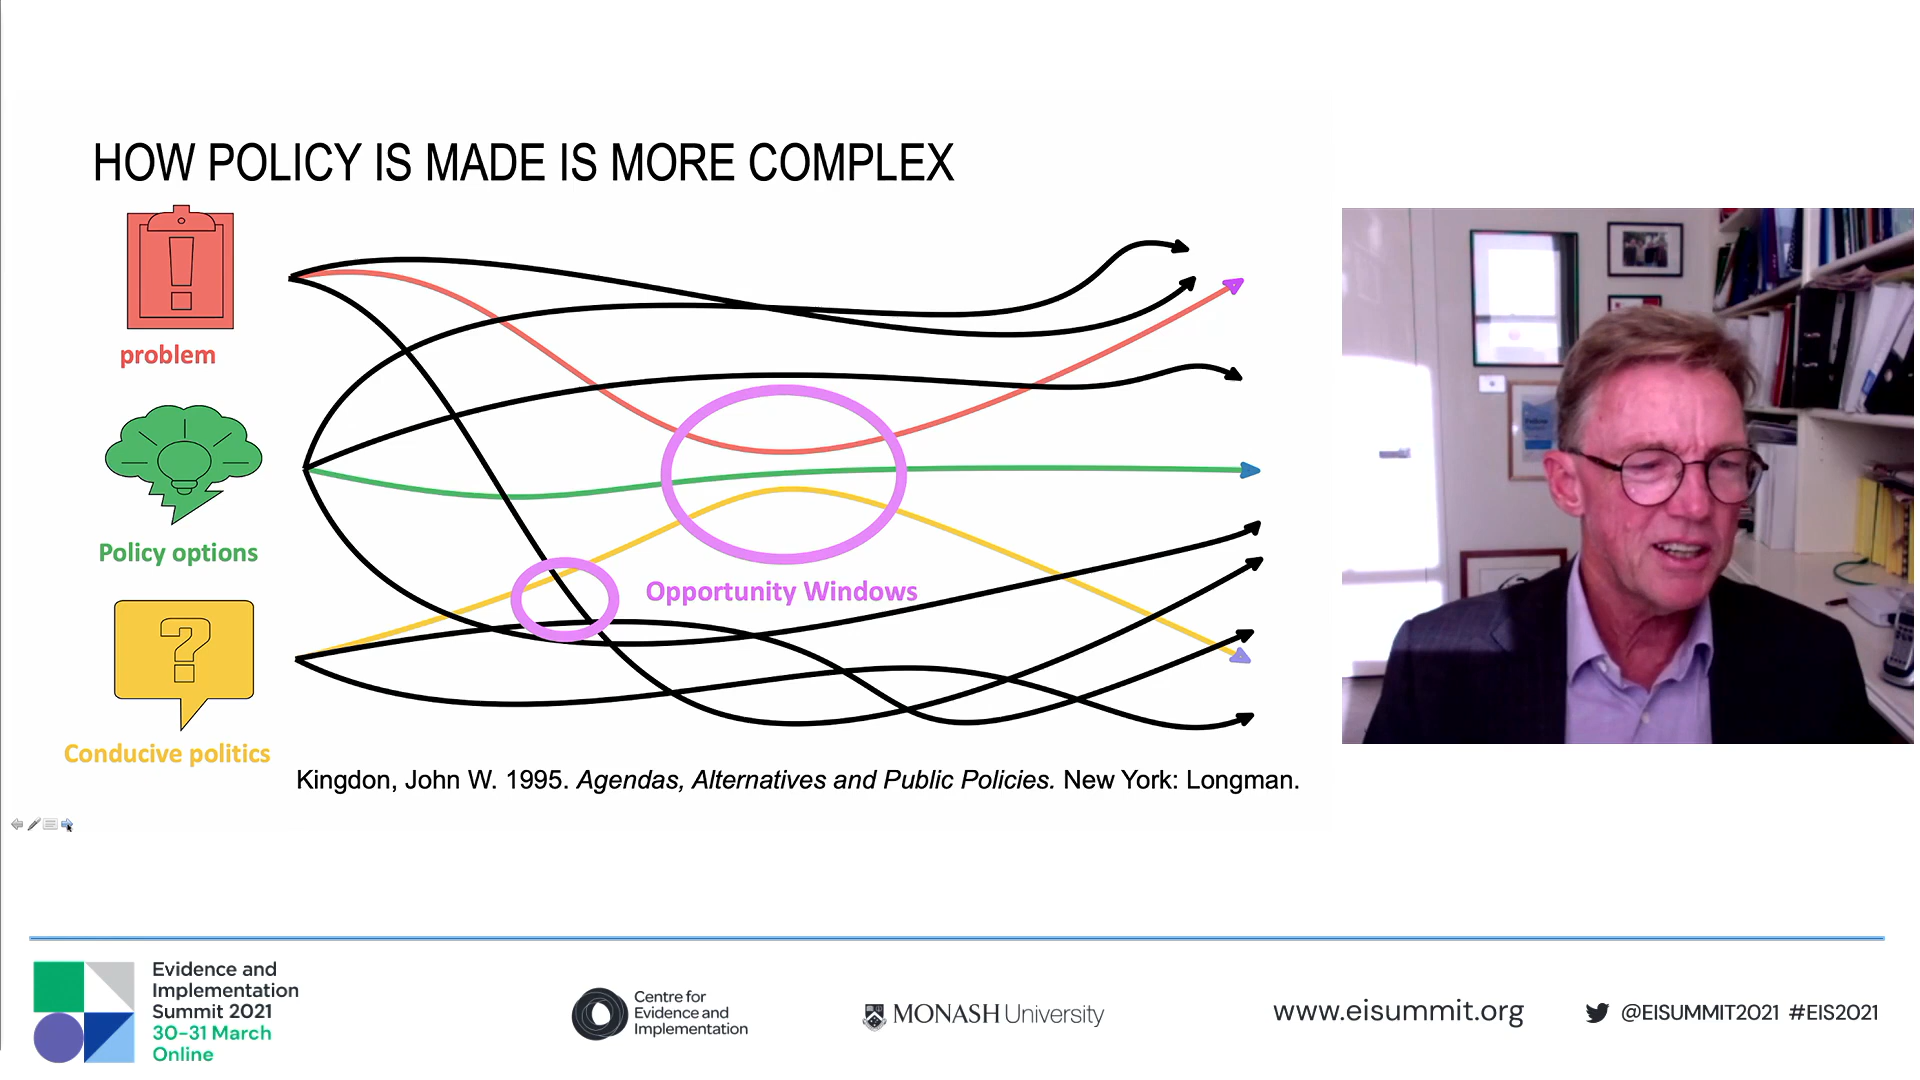 HOW POLICY IS MADE IS MORE COMPLEX
problem
Policy options
Conducive politics
Opportunity Windows
Kingdon, John W. 1995. Agendas, Alternatives and Public Policies. New York: Longman.
Evidence and
Implementation
Summit 2021
30–31 March
Online
Centre for
Evidence and
Implementation
MONASH University
www.eisummit.org
@EISUMMIT2021 #EIS2021